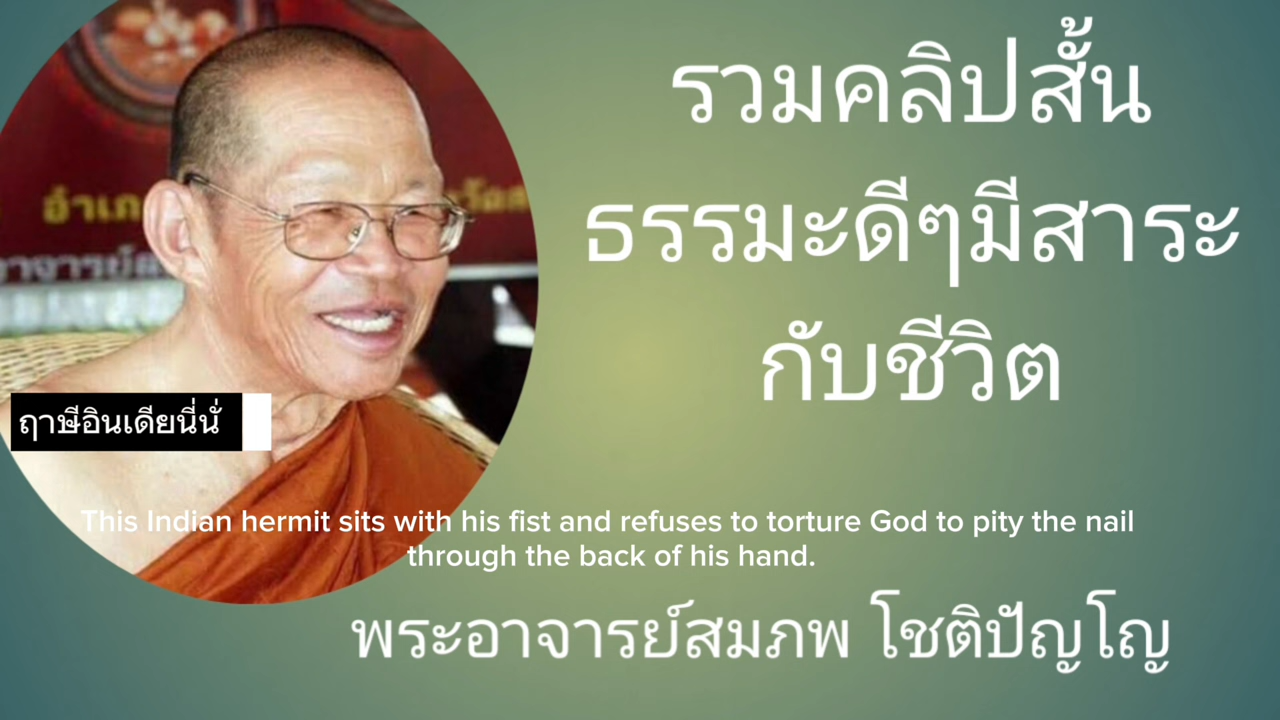 รวมคลิปสั้น
ธรรมะดีๆมีสาระ
กับชีวิต
อำเภ
ฤาษีอินเดียนี่นั่
This Indian hermit sits with his fist and refuses to torture God to pity the nail
through the back of his hand.
พระอาจารย์สมภพ โชติปัญโญ